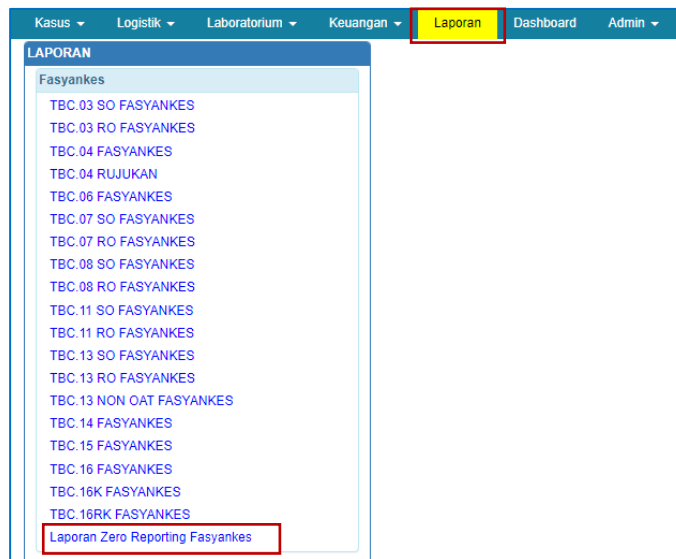 Kasus Logistik Laboratorium Keuangan Laporan Dashboard Admin
LAPORAN
Fasyankes
TBC.03 SO FASYANKES
TBC.03 RO FASYANKES
TBC.04 FASYANKES
TBC.04 RUJUKAN
TBC.06 FASYANKES
TBC.07 SO FASYANKES
TBC.07 RO FASYANKES
TBC.08 SO FASYANKES
TBC.08 RO FASYANKES
TBC.11 SO FASYANKES
TBC.11 RO FASYANKES
TBC.13 SO FASYANKES
TBC.13 RO FASYANKES
TBC.13 NON OAT FASYANKES
TBC.14 FASYANKES
TBC.15 FASYANKES
TBC.16 FASYANKES
TBC.16K FASYANKES
TBC.16RK FASYANKES
Laporan Zero Reporting Fasyankes